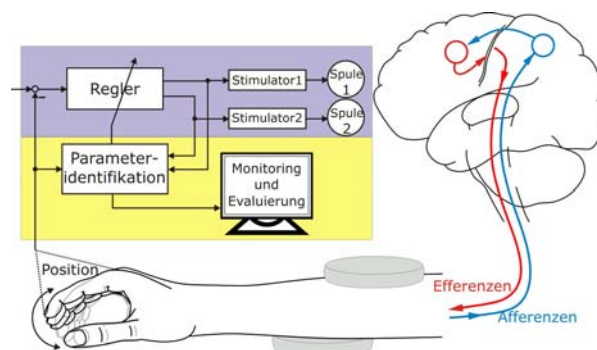 Regler
Stimulator1
Spule
1
Stimulator2
Spule
2
Parameter-
identifikation
Monitoring
und
Evaluierung
Position
Efferenzen
Afferenzen